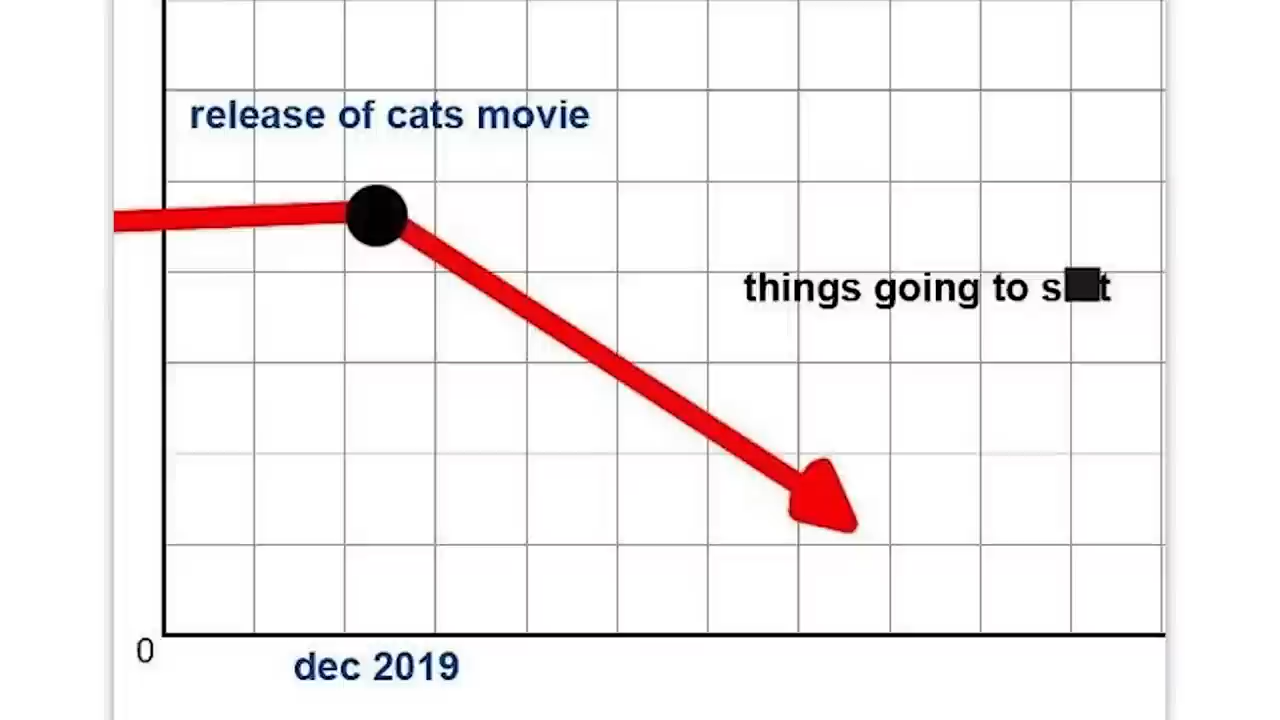 release of cats movie
things going to s■t
0
dec 2019